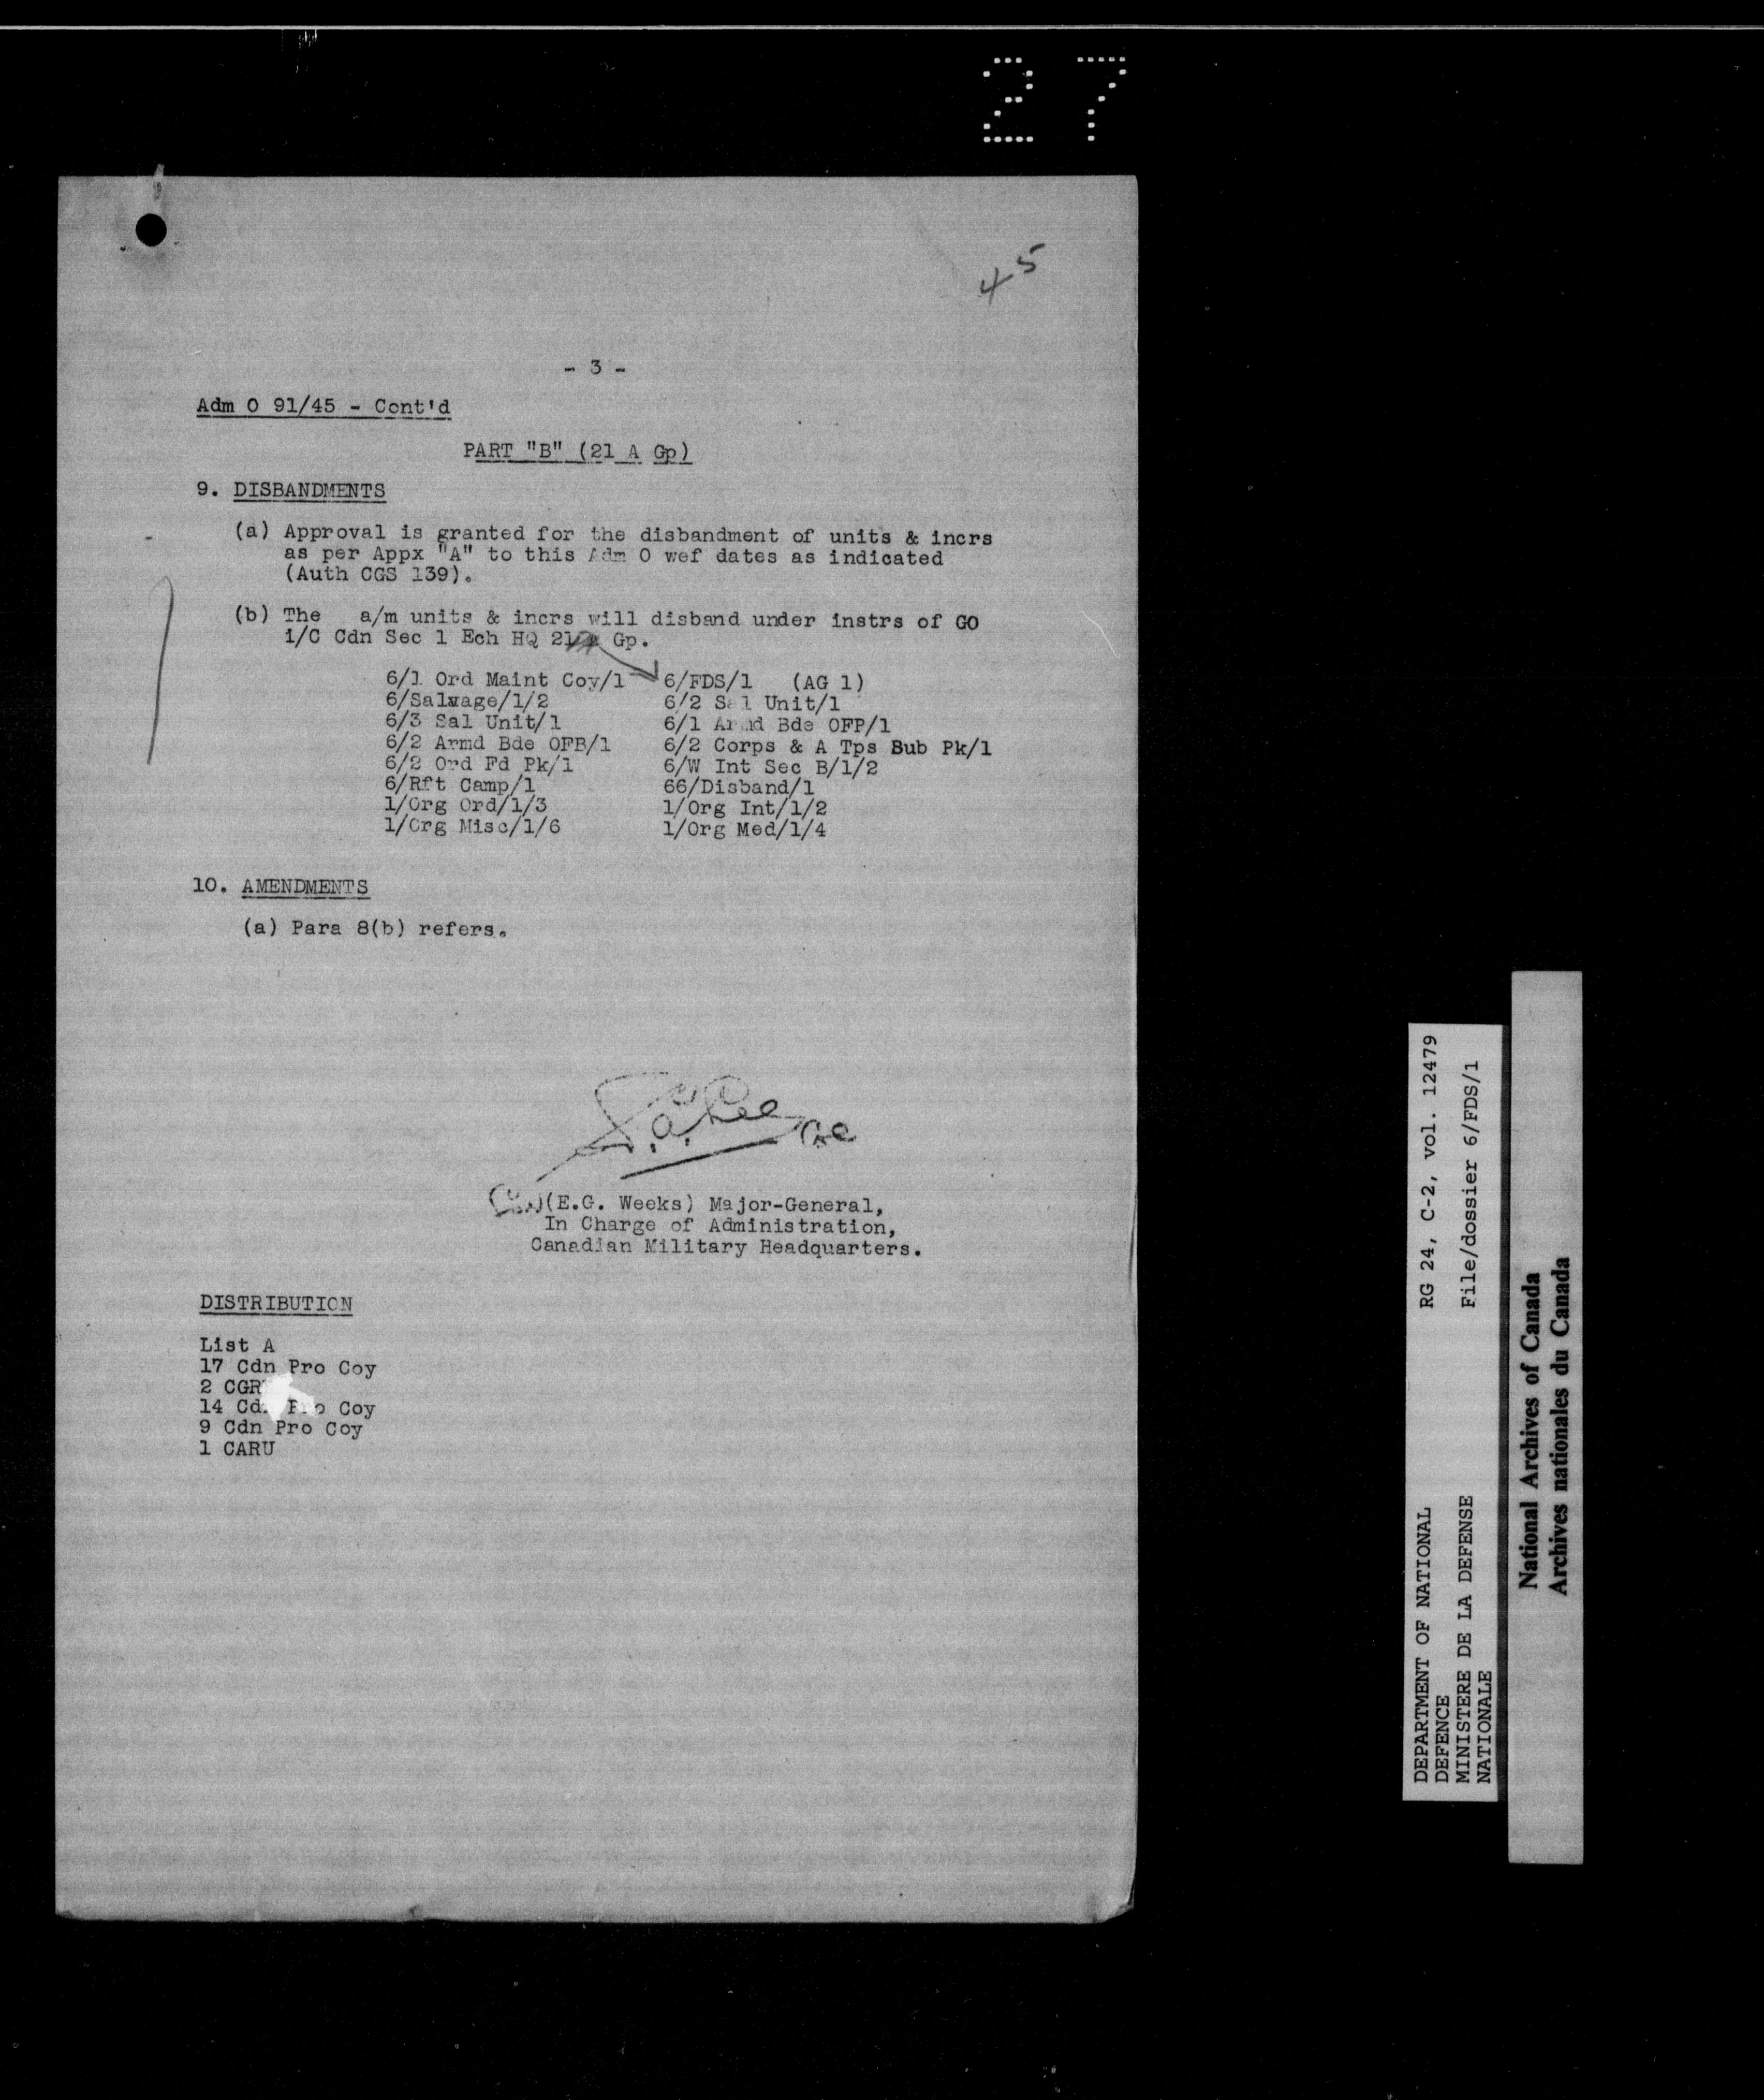 27
45
- 3 -
Adm O 91/45 - Cont'd
PART "B" (21 A Gp)
9. DISBANDMENTS
(a) Approval is granted for the disbandment of units & incrs
as per Appx "A" to this Adm O wef dates as indicated
(Auth CGS 139).
(b) The a/m units & incrs will disband under instrs of GO
i/C Cdn Sec 1 Ech HQ 21 A Gp.
6/1 Ord Maint Coy/1 6/FDS/1 (AG 1)
6/Salvage/1/2 6/2 Sal Unit/1
6/3 Sal Unit/1 6/1 Armd Bde OFP/1
6/2 Armd Bde OFB/1 6/2 Corps & A Tps Sub Pk/1
6/2 Ord Fd Pk/1 6/W Int Sec B/1/2
6/Rft Camp/1 66/Disband/1
1/Org Ord/1/3 1/Org Int/1/2
1/Org Misc/1/6 1/Org Med/1/4
10. AMENDMENTS
(a) Para 8(b) refers.
(E.G. Weeks) Major-General,
In Charge of Administration,
Canadian Military Headquarters.
DISTRIBUTION
List A
17 Cdn Pro Coy
2
14 Cdn Pro Coy
9 Cdn Pro Coy
1 CARU
DEPARTMENT OF NATIONAL
DEFENCE
MINISTERE DE LA DEFENSE
NATIONALE
RG 24, C-2, vol. 12479
File/dossier 6/FDS/1
National Archives of Canada
Archives nationales du Canada